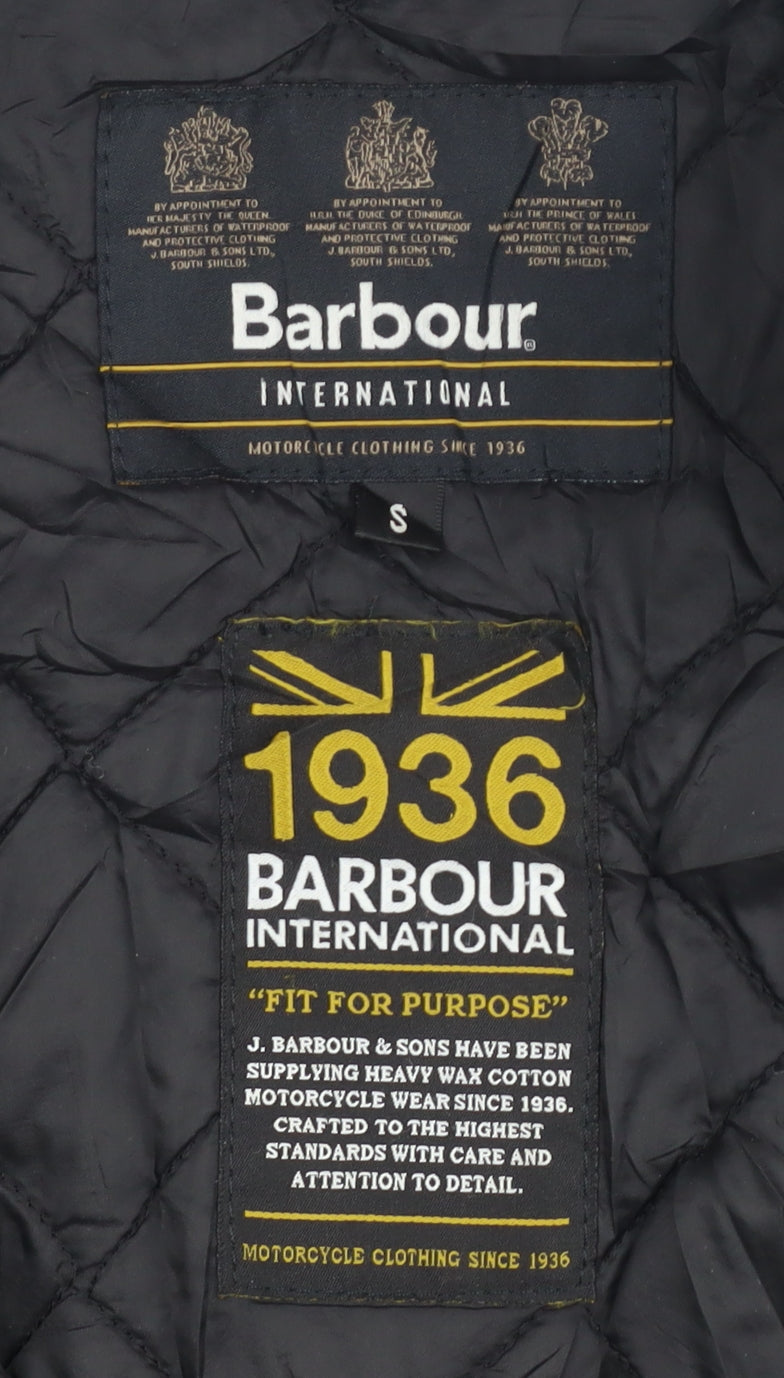 BY APPOINTMENT TO
HER MAJESTY THE QUEEN
MANUFACTURERS OF WATERPROOF
AND PROTECTIVE CLOTHING
J. BARBOUR & SONS LTD.,
SOUTH SHIELDS.
BY APPOINTMENT TO
H.R.H. THE DUKE OF EDINBURGH
MANUFACTURERS OF WATERPROOF
AND PROTECTIVE CLOTHING
J. BARBOUR & SONS LTD.,
SOUTH SHIELDS.
BY APPOINTMENT TO
H.R.H THE PRINCE OF WALES
MANUFACTURERS OF WATERPROOF
AND PROTECTIVE CLOTHING
J. BARBOUR & SONS LTD.,
SOUTH SHIELDS.
Barbour®
INTERNATIONAL
MOTORCYCLE CLOTHING SINCE 1936
S
1936
BARBOUR
INTERNATIONAL
“FIT FOR PURPOSE”
J. BARBOUR & SONS HAVE BEEN
SUPPLYING HEAVY WAX COTTON
MOTORCYCLE WEAR SINCE 1936.
CRAFTED TO THE HIGHEST
STANDARDS WITH CARE AND
ATTENTION TO DETAIL.
MOTORCYCLE CLOTHING SINCE 1936